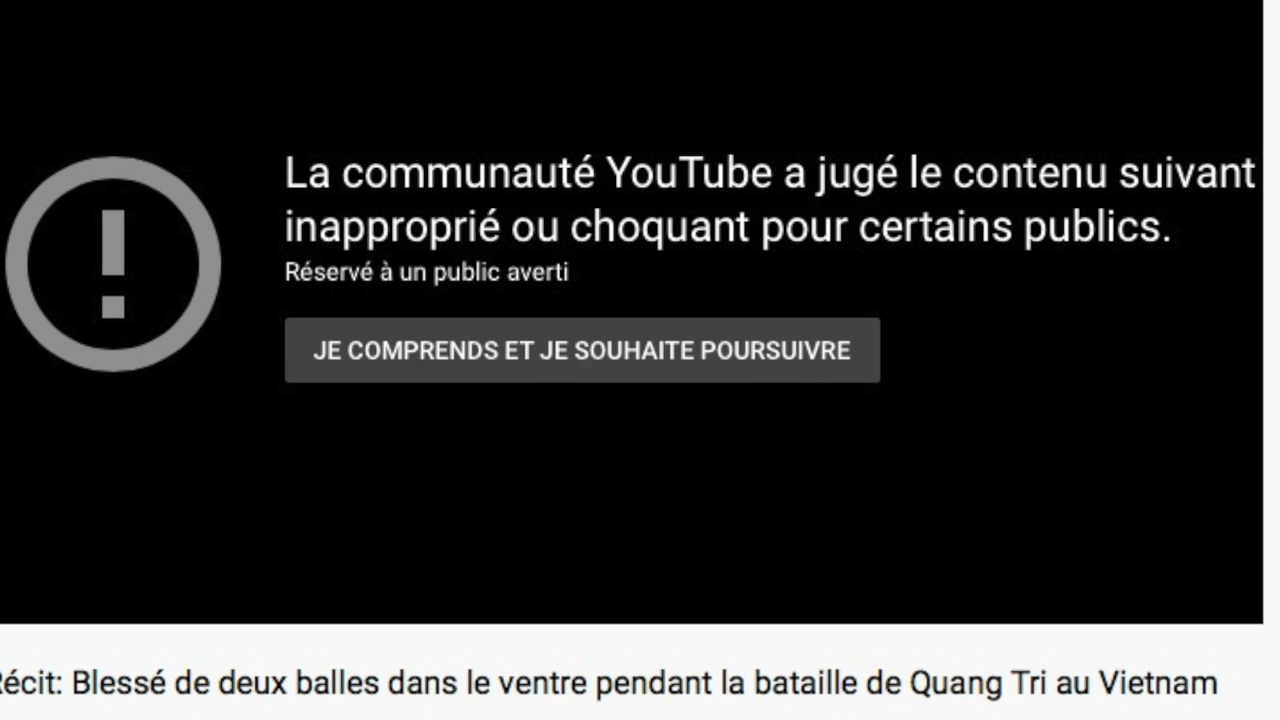 La communauté YouTube a jugé le contenu suivant
inapproprié ou choquant pour certains publics.
Réservé à un public averti
JE COMPRENDS ET JE SOUHAITE POURSUIVRE
Récit: Blessé de deux balles dans le ventre pendant la bataille de Quang Tri au Vietnam